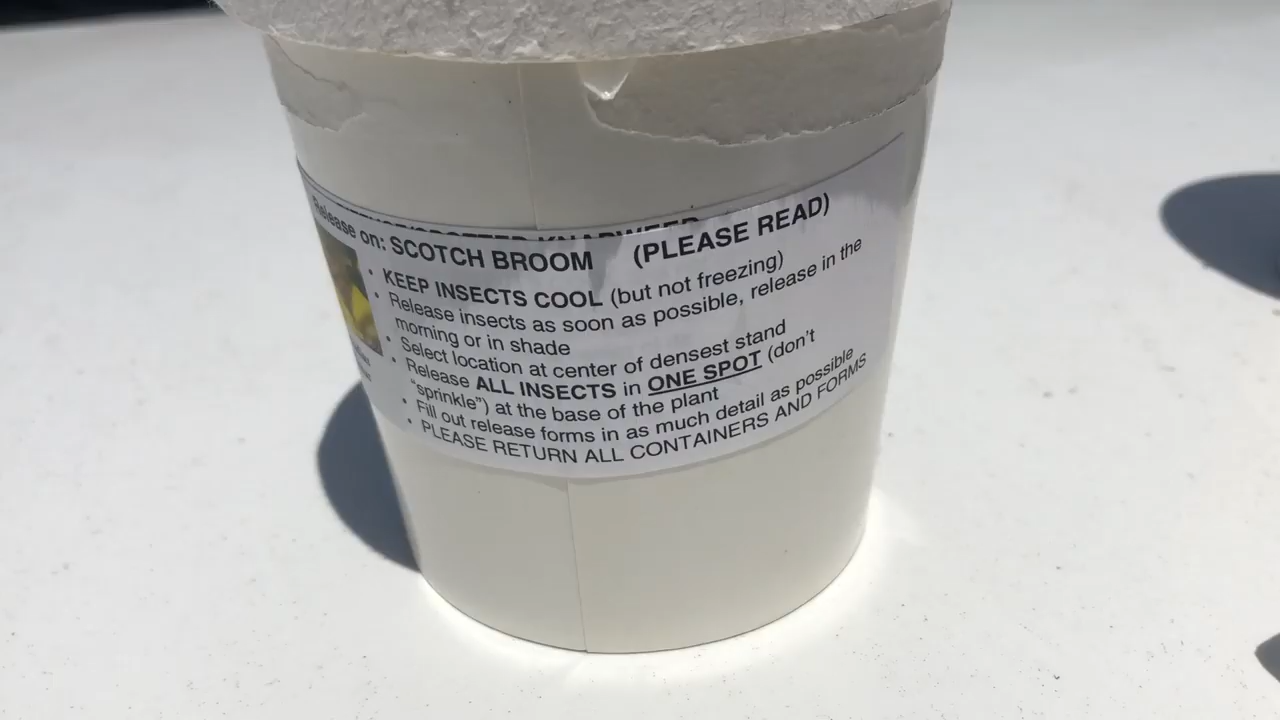 SPOTTED KNAPWEED
Release on: SCOTCH BROOM (PLEASE READ)
• KEEP INSECTS COOL (but not freezing)
• Release insects as soon as possible, release in the
morning or in shade
• Select location at center of densest stand
• Release ALL INSECTS in ONE SPOT (don't
"sprinkle") at the base of the plant
• Fill out release forms in as much detail as possible
• PLEASE RETURN ALL CONTAINERS AND FORMS